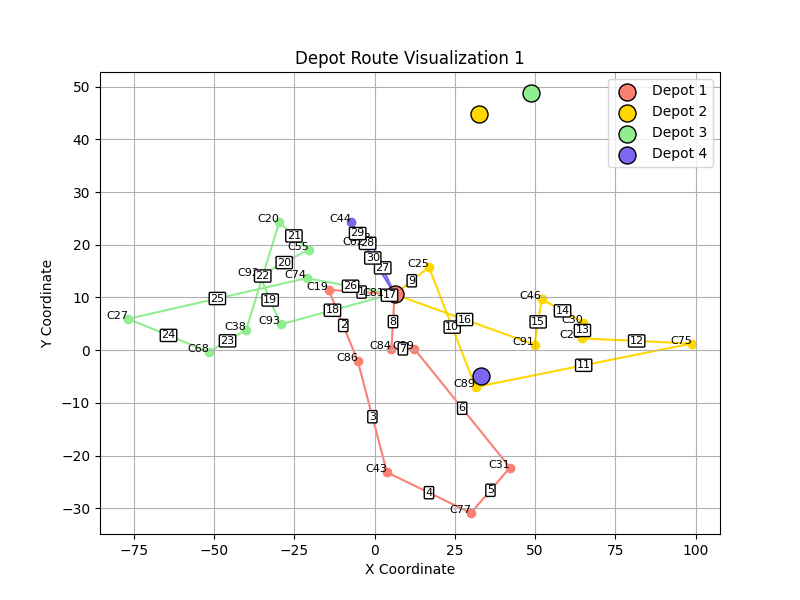 Depot Route Visualization 1
Depot 1
Depot 2
Depot 3
Depot 4
Y Coordinate
50
40
30
20
10
0
−10
−20
−30
−75
−50
−25
0
25
50
75
100
X Coordinate
C20
C44
29
21
28
C55
30
20
C25
27
C92
22
C74
9
26
C19
1
C81
17
25
19
C46
18
14
C27
C93
8
16
C30
15
C38
2
10
13
24
23
12
C68
C84
C59
7
C91
C75
C86
11
C89
3
6
C43
C31
4
5
C77